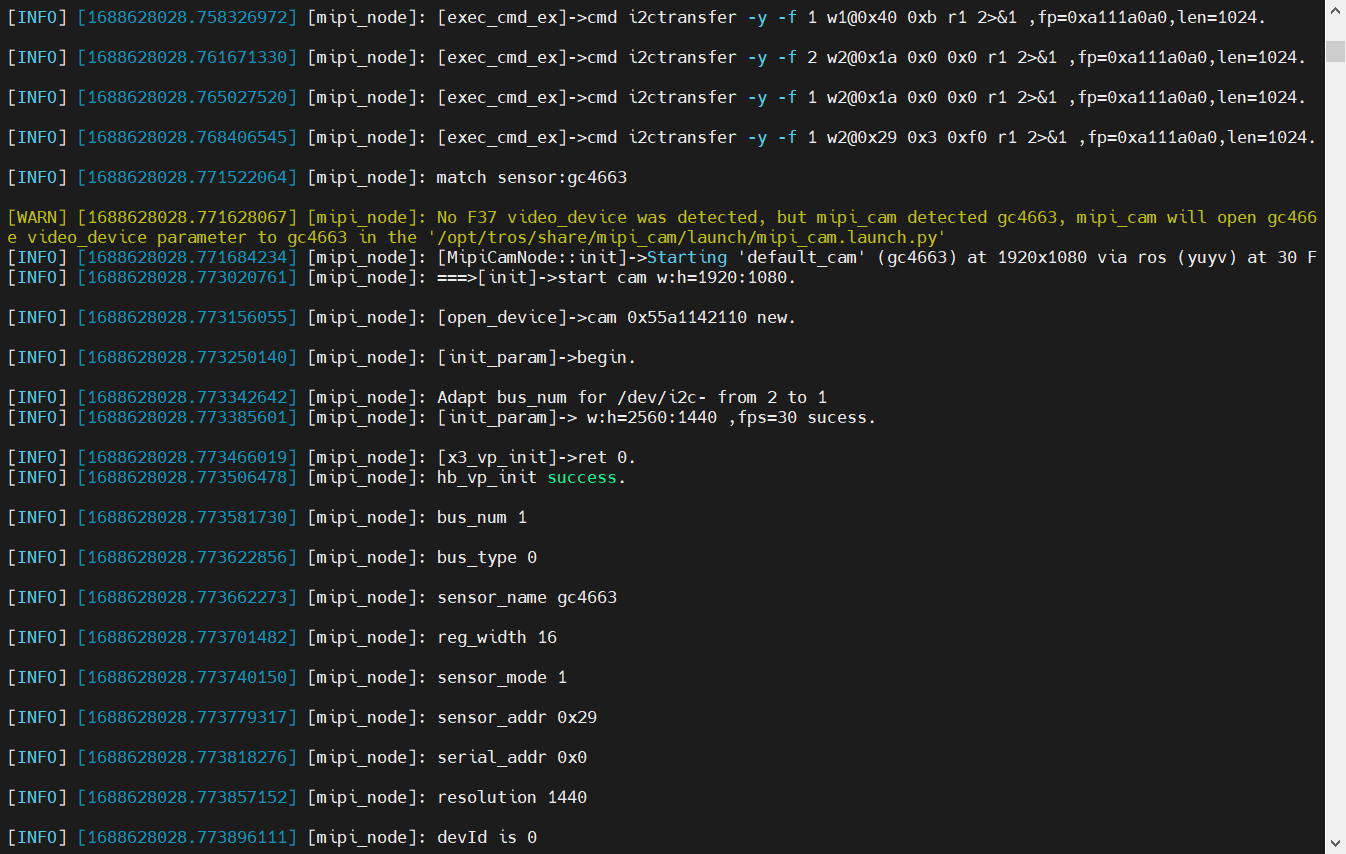 [INFO] [1688628028.758326972] [mipi_node]: [exec_cmd_ex]->cmd i2ctransfer -y -f 1 w1@0x40 0xb r1 2>&1 ,fp=0xa111a0a0,len=1024.
[INFO] [1688628028.761671330] [mipi_node]: [exec_cmd_ex]->cmd i2ctransfer -y -f 2 w2@0x1a 0x0 0x0 r1 2>&1 ,fp=0xa111a0a0,len=1024.
[INFO] [1688628028.765027520] [mipi_node]: [exec_cmd_ex]->cmd i2ctransfer -y -f 1 w2@0x1a 0x0 0x0 r1 2>&1 ,fp=0xa111a0a0,len=1024.
[INFO] [1688628028.768406545] [mipi_node]: [exec_cmd_ex]->cmd i2ctransfer -y -f 1 w2@0x29 0x3 0xf0 r1 2>&1 ,fp=0xa111a0a0,len=1024.
[INFO] [1688628028.771522064] [mipi_node]: match sensor:gc4663
[WARN] [1688628028.771628067] [mipi_node]: No F37 video_device was detected, but mipi_cam detected gc4663, mipi_cam will open gc466
e video_device parameter to gc4663 in the '/opt/tros/share/mipi_cam/launch/mipi_cam.launch.py'
[INFO] [1688628028.771684234] [mipi_node]: [MipiCamNode::init]->Starting 'default_cam' (gc4663) at 1920x1080 via ros (yuyv) at 30 F
[INFO] [1688628028.773020761] [mipi_node]: ===>[init]->start cam w:h=1920:1080.
[INFO] [1688628028.773156055] [mipi_node]: [open_device]->cam 0x55a1142110 new.
[INFO] [1688628028.773250140] [mipi_node]: [init_param]->begin.
[INFO] [1688628028.773342642] [mipi_node]: Adapt bus_num for /dev/i2c- from 2 to 1
[INFO] [1688628028.773385601] [mipi_node]: [init_param]-> w:h=2560:1440 ,fps=30 sucess.
[INFO] [1688628028.773466019] [mipi_node]: [x3_vp_init]->ret 0.
[INFO] [1688628028.773506478] [mipi_node]: hb_vp_init success.
[INFO] [1688628028.773581730] [mipi_node]: bus_num 1
[INFO] [1688628028.773622856] [mipi_node]: bus_type 0
[INFO] [1688628028.773662273] [mipi_node]: sensor_name gc4663
[INFO] [1688628028.773701482] [mipi_node]: reg_width 16
[INFO] [1688628028.773740150] [mipi_node]: sensor_mode 1
[INFO] [1688628028.773779317] [mipi_node]: sensor_addr 0x29
[INFO] [1688628028.773818276] [mipi_node]: serial_addr 0x0
[INFO] [1688628028.773857152] [mipi_node]: resolution 1440
[INFO] [1688628028.773896111] [mipi_node]: devId is 0